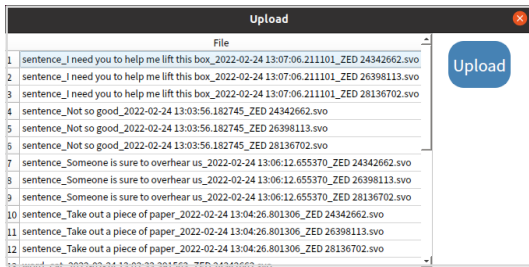 Upload
File
Upload
1 sentence_I need you to help me lift this box_2022-02-24 13:07:06.211101_ZED 24342662.svo
2 sentence_I need you to help me lift this box_2022-02-24 13:07:06.211101_ZED 26398113.svo
3 sentence_I need you to help me lift this box_2022-02-24 13:07:06.211101_ZED 28136702.svo
4 sentence_Not so good_2022-02-24 13:03:56.182745_ZED 24342662.svo
5 sentence_Not so good_2022-02-24 13:03:56.182745_ZED 26398113.svo
6 sentence_Not so good_2022-02-24 13:03:56.182745_ZED 28136702.svo
7 sentence_Someone is sure to overhear us_2022-02-24 13:06:12.655370_ZED 24342662.svo
8 sentence_Someone is sure to overhear us_2022-02-24 13:06:12.655370_ZED 26398113.svo
9 sentence_Someone is sure to overhear us_2022-02-24 13:06:12.655370_ZED 28136702.svo
10 sentence_Take out a piece of paper_2022-02-24 13:04:26.801306_ZED 24342662.svo
11 sentence_Take out a piece of paper_2022-02-24 13:04:26.801306_ZED 26398113.svo
12 sentence_Take out a piece of paper_2022-02-24 13:04:26.801306_ZED 28136702.svo